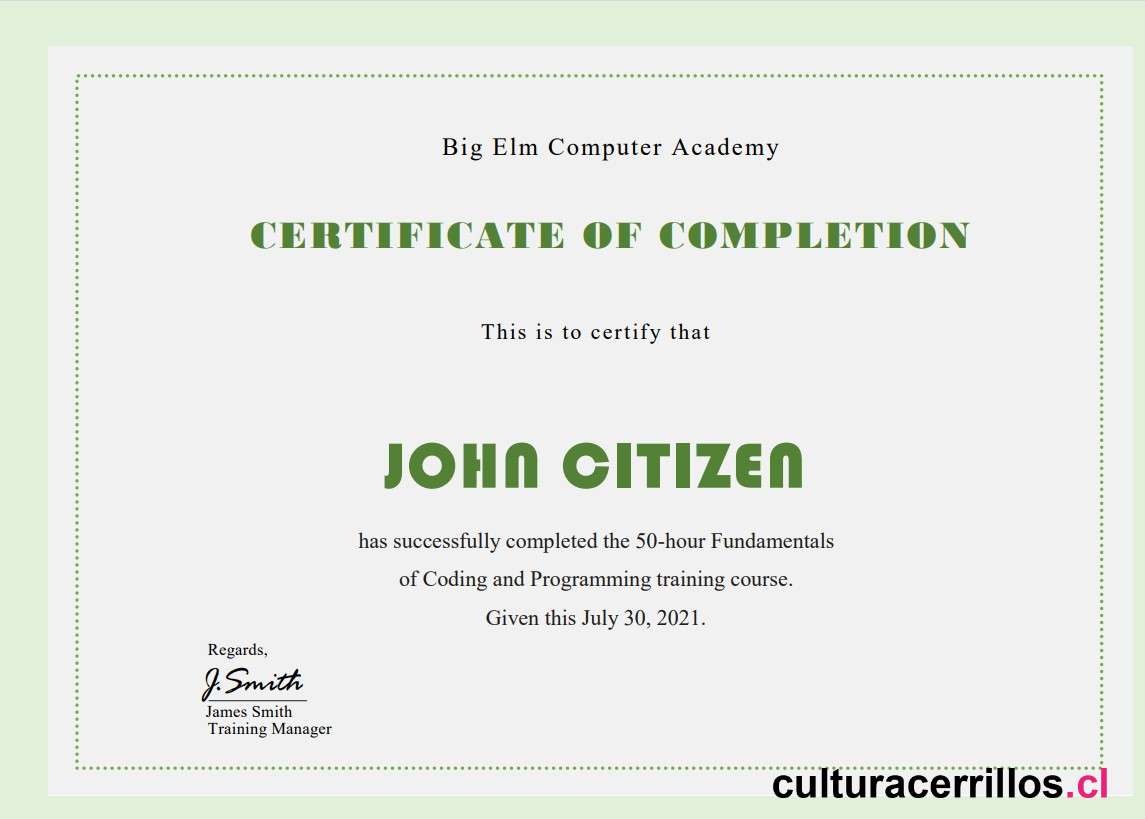 Big Elm Computer Academy
CERTIFICATE OF COMPLETION
This is to certify that
JOHN CITIZEN
has successfully completed the 50-hour Fundamentals
of Coding and Programming training course.
Given this July 30, 2021.
Regards,
J.Smith
James Smith
Training Manager
culturacerrillos.cl